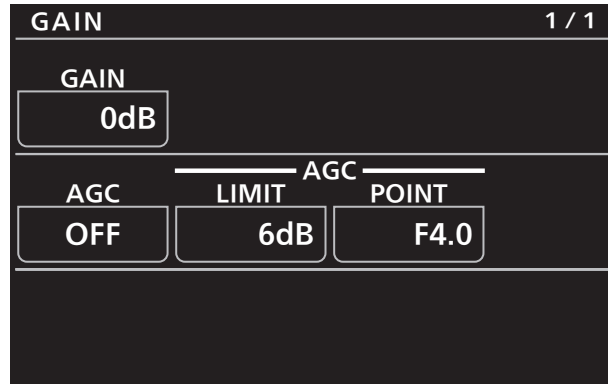 GAIN 1 / 1
GAIN
0dB
AGC
AGC LIMIT POINT
OFF 6dB F4.0